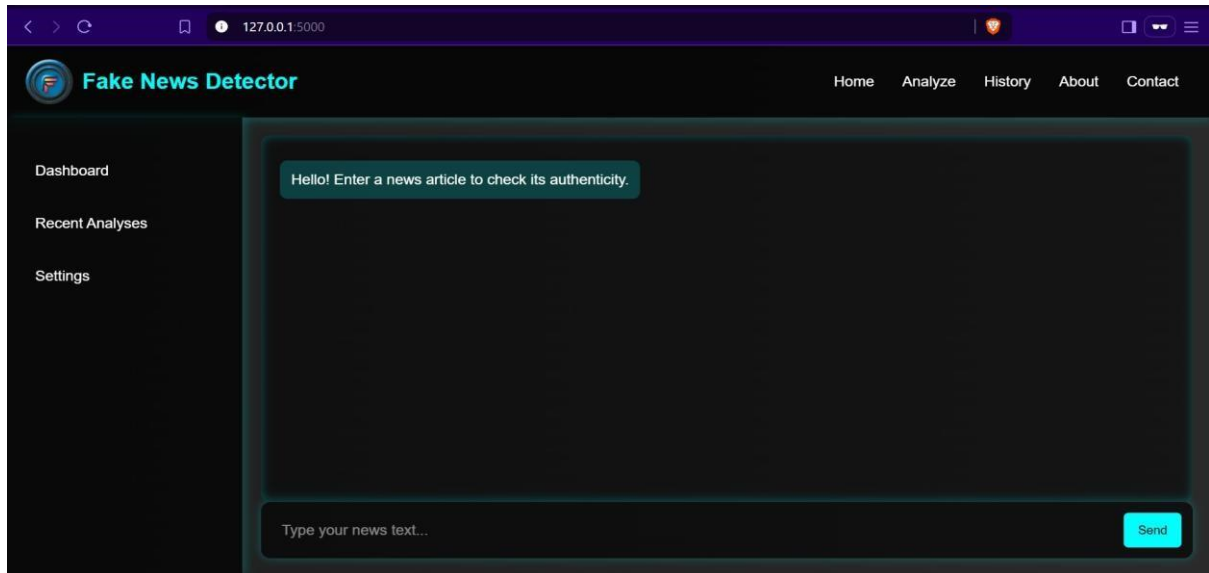 127.0.0.1:5000
Fake News Detector
Home Analyze History About Contact
Dashboard
Recent Analyses
Settings
Hello! Enter a news article to check its authenticity.
Type your news text...
Send